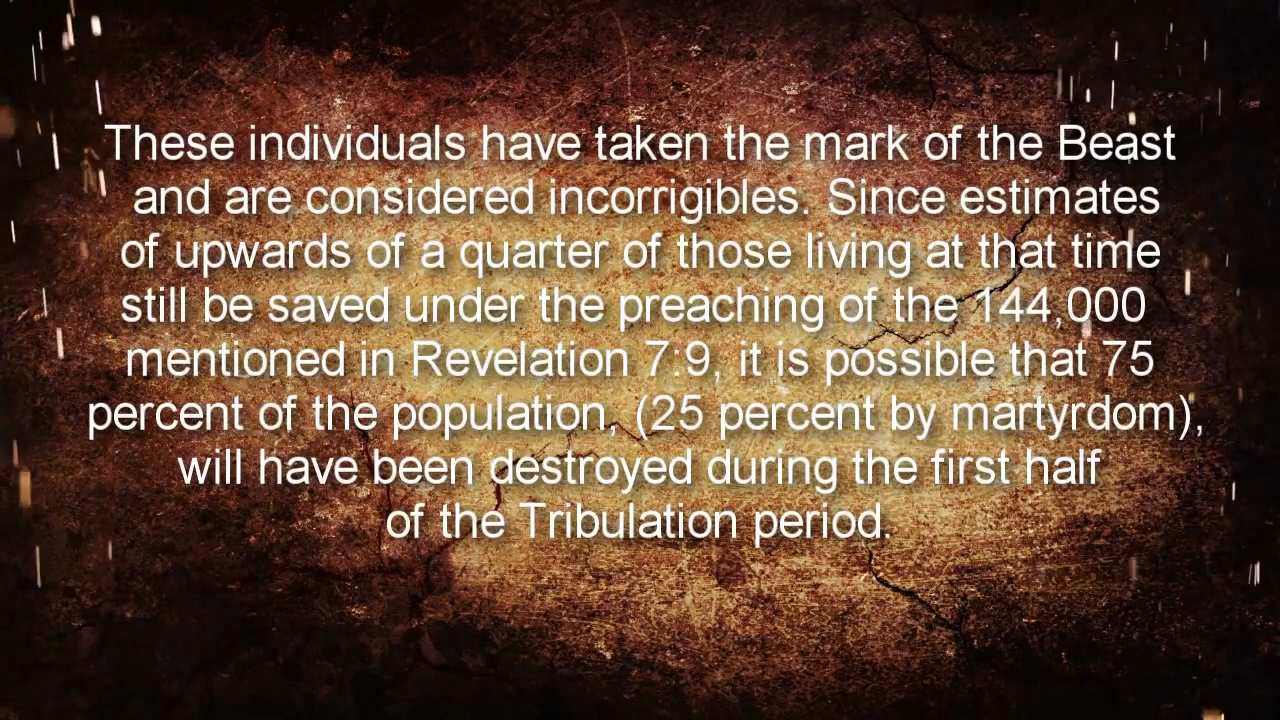 These individuals have taken the mark of the Beast
and are considered incorrigibles. Since estimates
of upwards of a quarter of those living at that time
still be saved under the preaching of the 144,000
mentioned in Revelation 7:9, it is possible that 75
percent of the population, (25 percent by martyrdom),
will have been destroyed during the first half
of the Tribulation period.